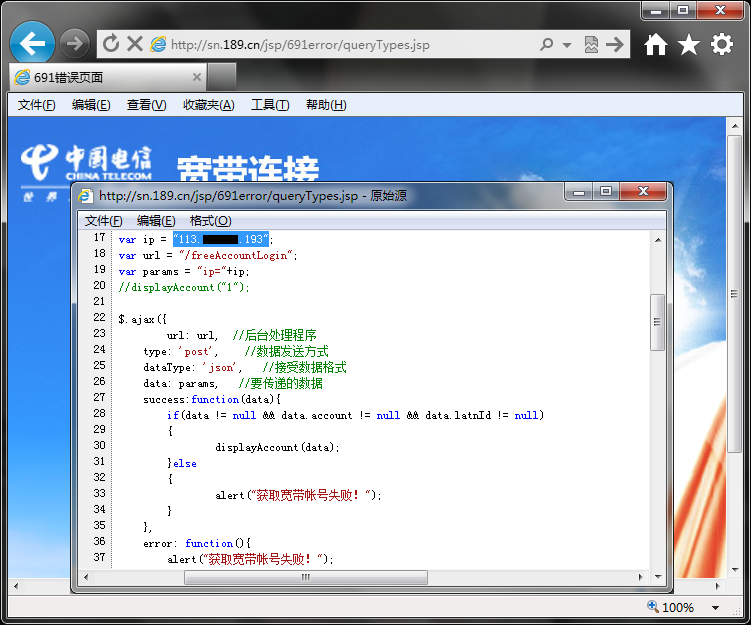 http://sn.189.cn/jsp/691error/queryTypes.jsp
691错误页面
文件(F) 编辑(E) 查看(V) 收藏夹(A) 工具(T) 帮助(H)
中国电信
CHINA TELECOM
宽带连接
世 界
http://sn.189.cn/jsp/691error/queryTypes.jsp - 原始源
文件(F) 编辑(E) 格式(O)
17 var ip = "113. .193";
18 var url = "/freeAccountLogin";
19 var params = "ip="+ip;
20 //displayAccount("1");
21
22 $.ajax({
23 url: url, //后台处理程序
24 type: 'post', //数据发送方式
25 dataType: 'json', //接受数据格式
26 data: params, //要传递的数据
27 success:function(data){
28 if(data != null && data.account != null && data.latnId != null)
29 {
30 displayAccount(data);
31 }else
32 {
33 alert("获取宽带帐号失败! ");
34 }
35 },
36 error: function(){
37 alert("获取宽带帐号失败! ");
100%